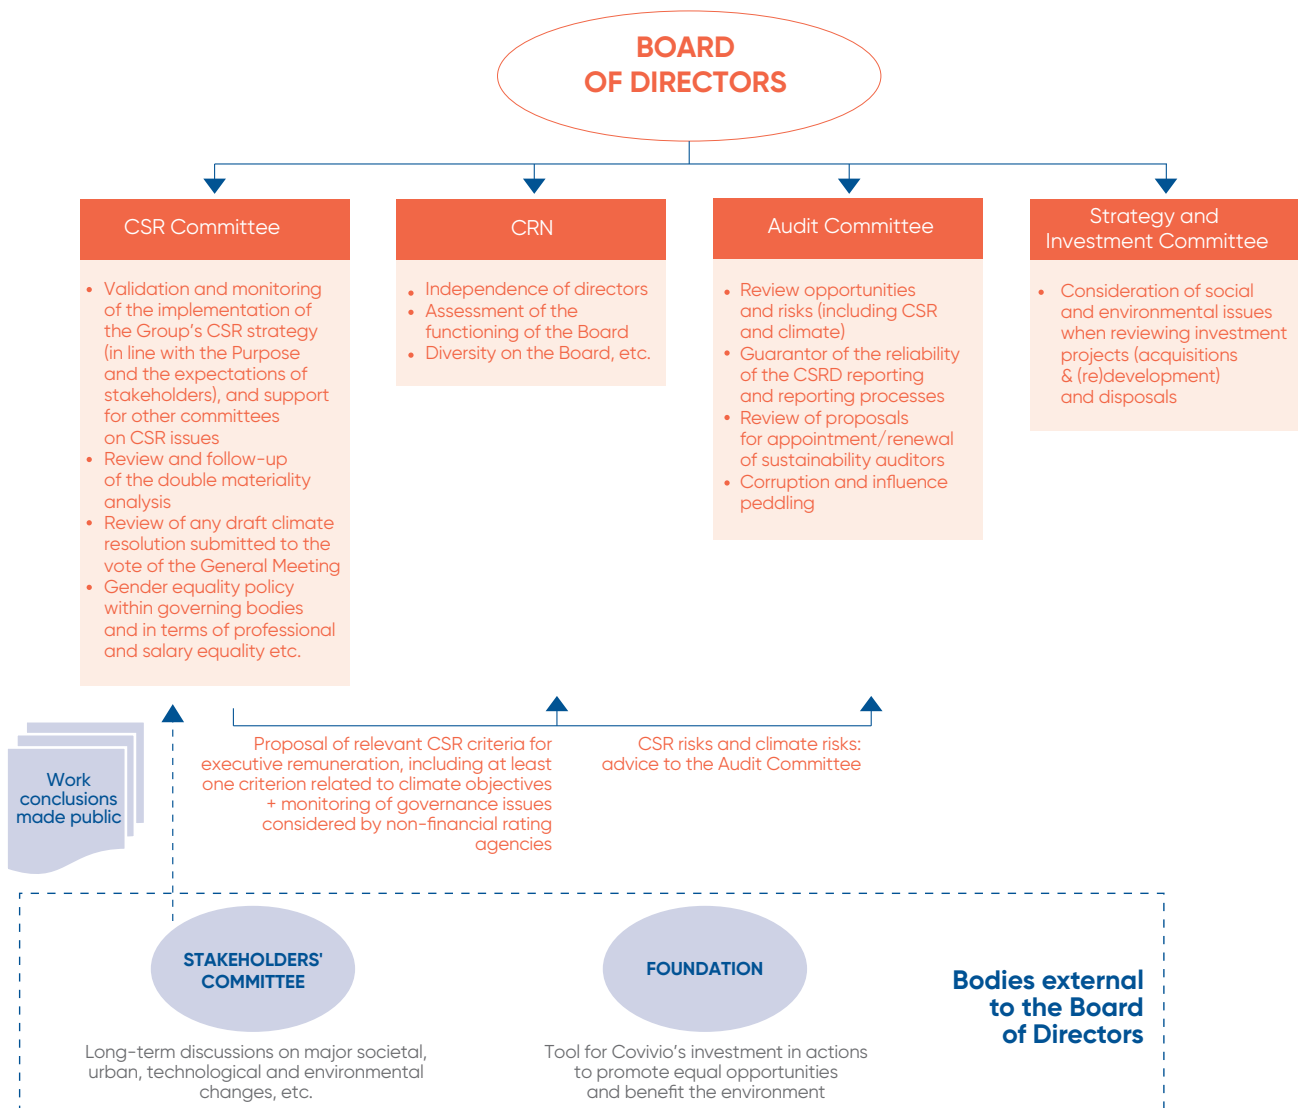 BOARD
OF DIRECTORS
CSR Committee
• Validation and monitoring
of the implementation of
the Group's CSR strategy
(in line with the Purpose
and the expectations of
stakeholders), and support
for other committees
on CSR issues
• Review and follow-up
of the double materiality
analysis
• Review of any draft climate
resolution submitted to the
vote of the General Meeting
• Gender equality policy
within governing bodies
and in terms of professional
and salary equality etc.
CRN
• Independence of directors
• Assessment of the
functioning of the Board
• Diversity on the Board, etc.
Audit Committee
• Review opportunities
and risks (including CSR
and climate)
• Guarantor of the reliability
of the CSRD reporting
and reporting processes
• Review of proposals
for appointment/renewal
of sustainability auditors
• Corruption and influence
peddling
Strategy and
Investment Committee
• Consideration of social
and environmental issues
when reviewing investment
projects (acquisitions
& (re)development)
and disposals
Work
conclusions
made public
Proposal of relevant CSR criteria for
executive remuneration, including at least
one criterion related to climate objectives
+ monitoring of governance issues
considered by non-financial rating
agencies
CSR risks and climate risks:
advice to the Audit Committee
STAKEHOLDERS'
COMMITTEE
Long-term discussions on major societal,
urban, technological and environmental
changes, etc.
FOUNDATION
Tool for Covivio's investment in actions
to promote equal opportunities
and benefit the environment
Bodies external
to the Board
of Directors